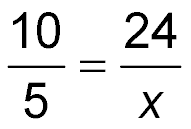 10/5 = 24/x